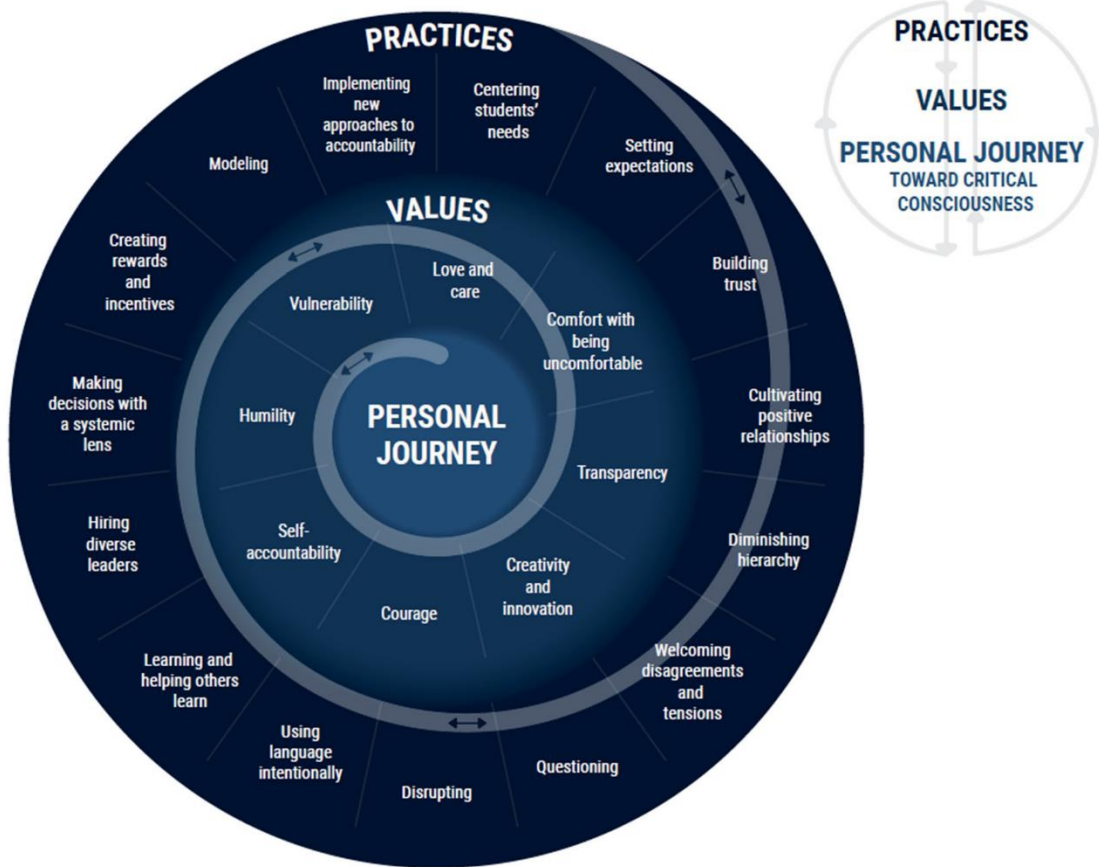 PRACTICES
Implementing
new
approaches to
accountability
Centering
students'
needs
Setting
expectations
Building
trust
Cultivating
positive
relationships
Diminishing
hierarchy
Welcoming
disagreements
and
tensions
Questioning
Disrupting
Using
language
intentionally
Learning and
helping others
learn
Hiring
diverse
leaders
Making
decisions with
a systemic
lens
Creating
rewards
and
incentives
Modeling
VALUES
Love and
care
Comfort with
being
uncomfortable
Transparency
Creativity
and
innovation
Courage
Self-
accountability
Humility
Vulnerability
PERSONAL
JOURNEY
PRACTICES
VALUES
PERSONAL JOURNEY
TOWARD CRITICAL
CONSCIOUSNESS